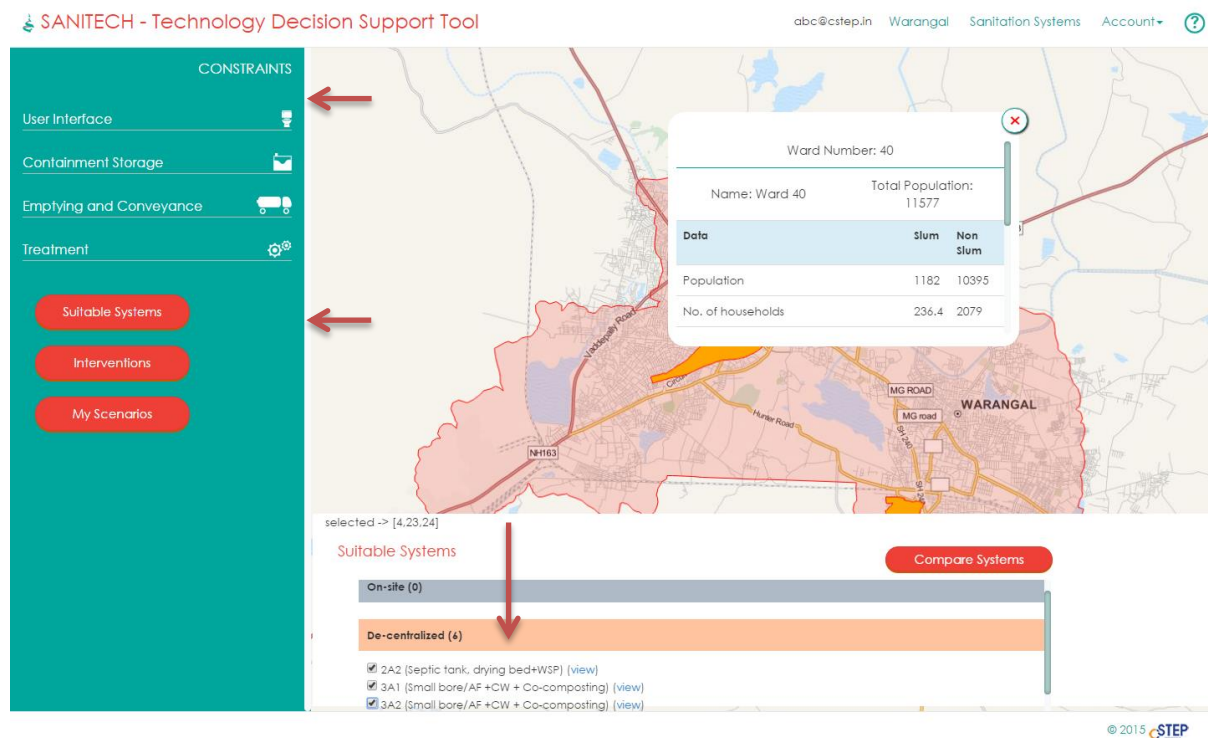 SANITECH - Technology Decision Support Tool
abc@cstep.in Warangal Sanitation Systems Account ?
CONSTRAINTS
User Interface
Containment Storage
Emptying and Conveyance
Treatment
Suitable Systems
Interventions
My Scenarios
Ward Number: 40
Name: Ward 40
Total Population:
11577
Data Slum Non
Slum
Population 1182 10395
No. of households 236.4 2079
Vaddepally Road
Hunter Road
MG ROAD
MG road
WARANGAL
SH 240
NH163
selected -> [4,23,24]
Suitable Systems
Compare Systems
On-site (0)
De-centralized (6)
2A2 (Septic tank, drying bed+WSP) (view)
3A1 (Small bore/AF +CW + Co-composting) (view)
3A2 (Small bore/AF +CW + Co-composting) (view)
© 2015 CSTEP